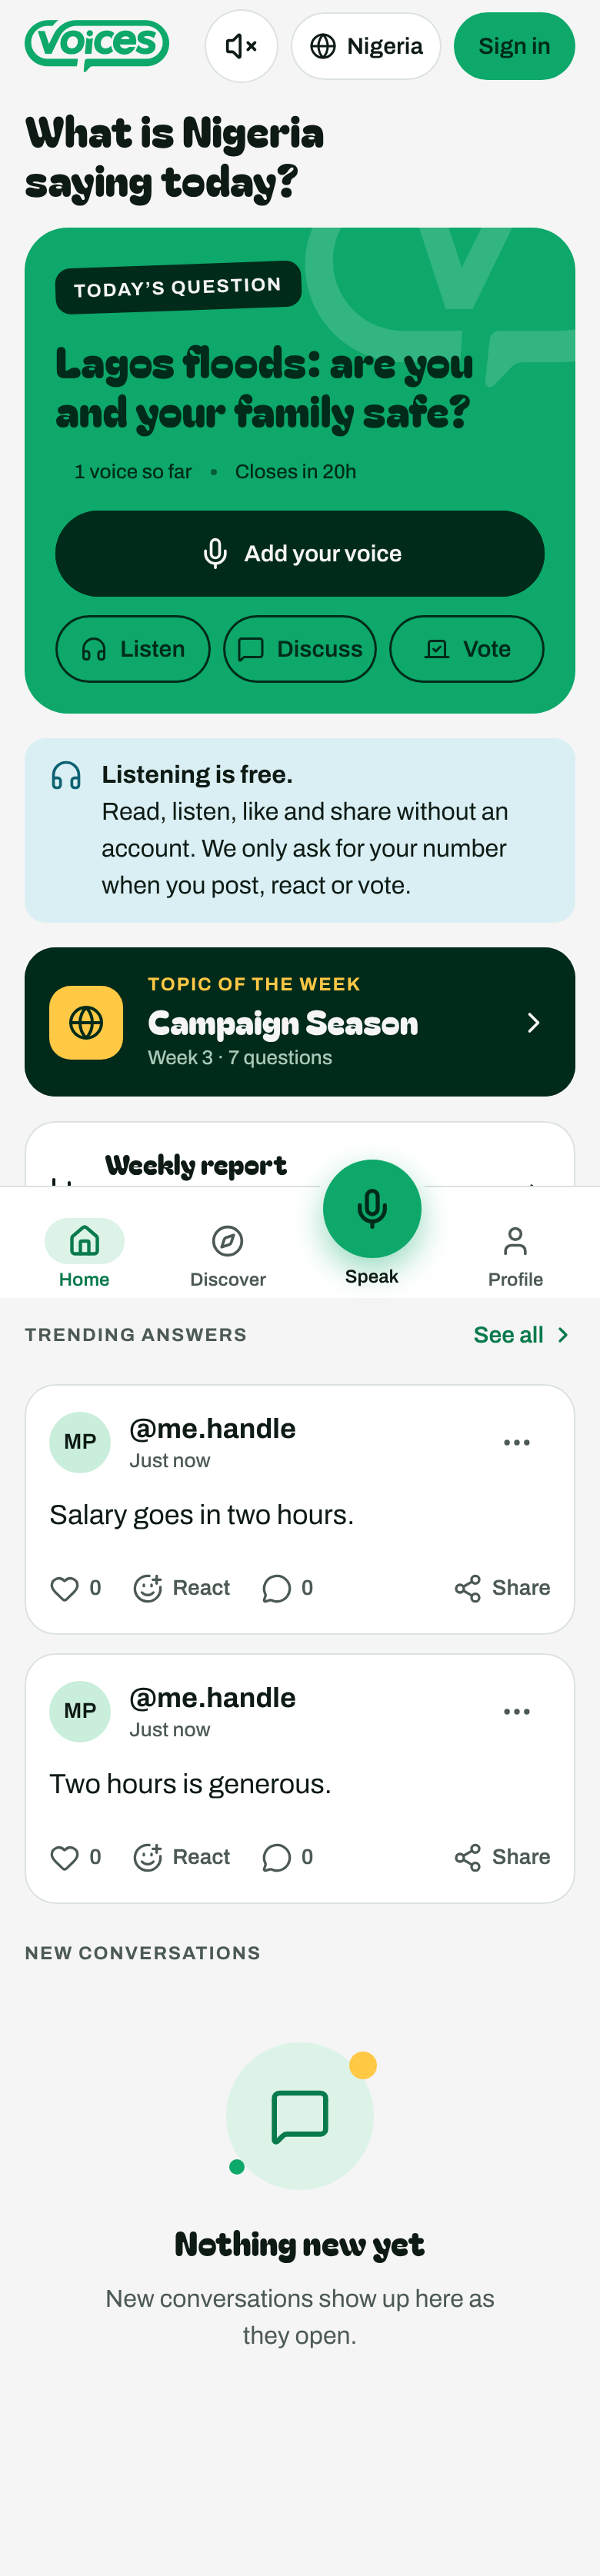 Voices
Nigeria
Sign in
What is Nigeria
saying today?
TODAY’S QUESTION
Lagos floods: are you
and your family safe?
1 voice so far • Closes in 20h
Add your voice
Listen
Discuss
Vote
Listening is free.
Read, listen, like and share without an
account. We only ask for your number
when you post, react or vote.
TOPIC OF THE WEEK
Campaign Season
Week 3 · 7 questions
Weekly report
Home
Discover
Speak
Profile
TRENDING ANSWERS
See all
MP
@me.handle
Just now
Salary goes in two hours.
0
React
0
Share
MP
@me.handle
Just now
Two hours is generous.
0
React
0
Share
NEW CONVERSATIONS
Nothing new yet
New conversations show up here as
they open.